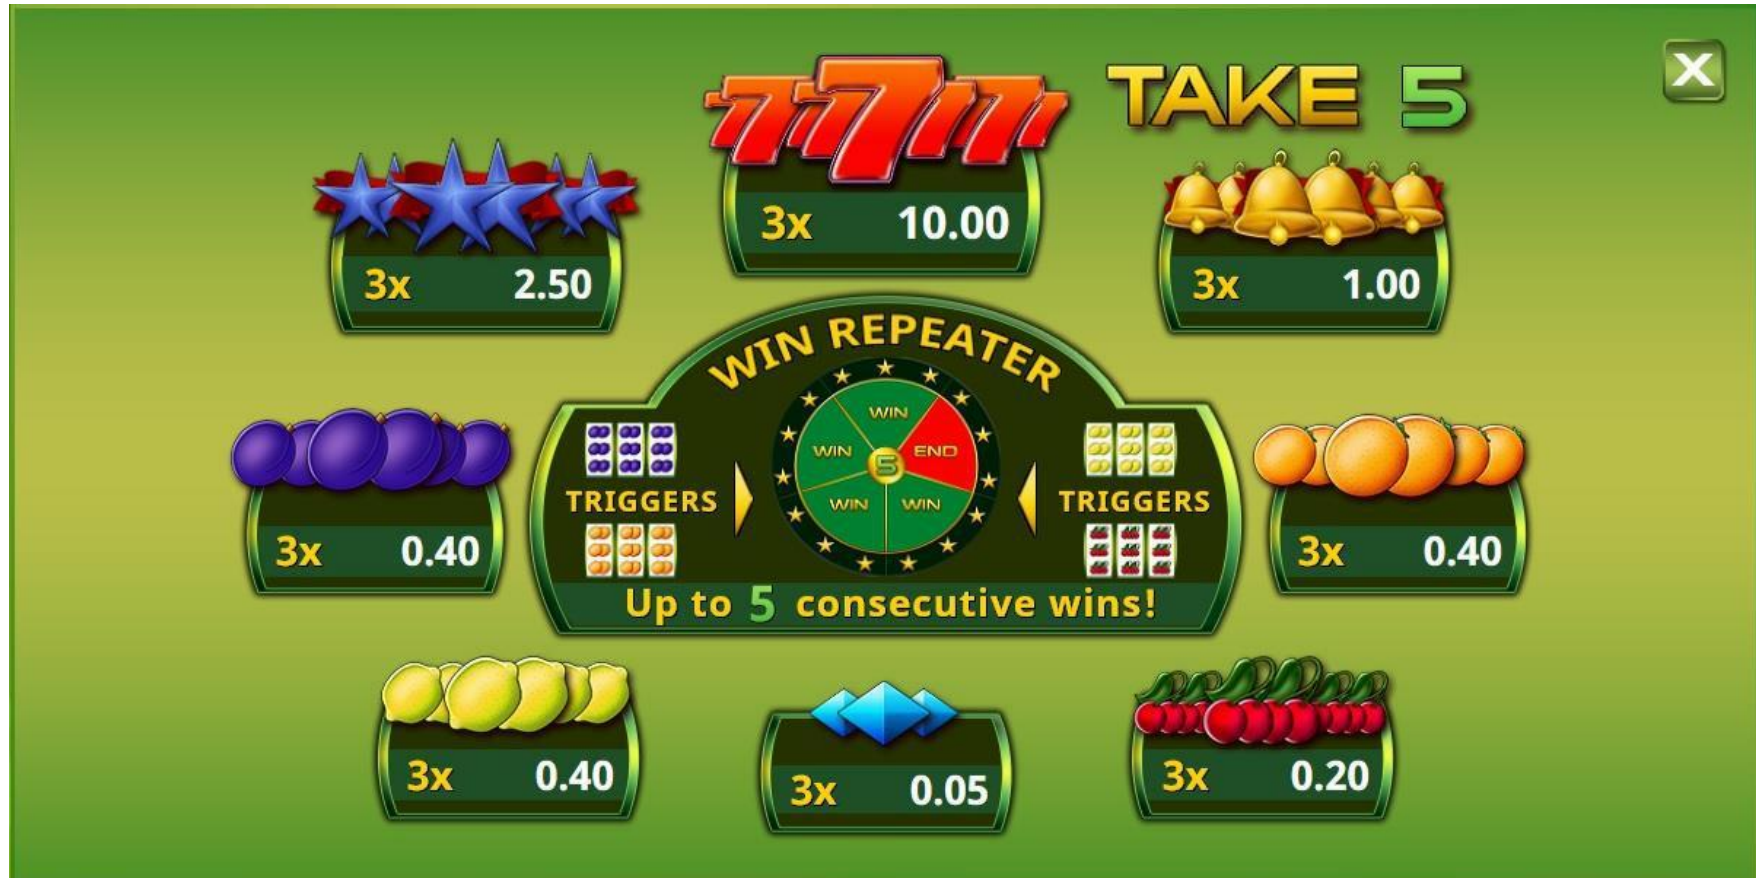 TAKE 5
X
77777
3x 10.00
3x 2.50
3x 1.00
WIN REPEATER
WIN
WIN
END
5
WIN
WIN
TRIGGERS
TRIGGERS
3x 0.40
3x 0.40
Up to 5 consecutive wins!
3x 0.40
3x 0.05
3x 0.20